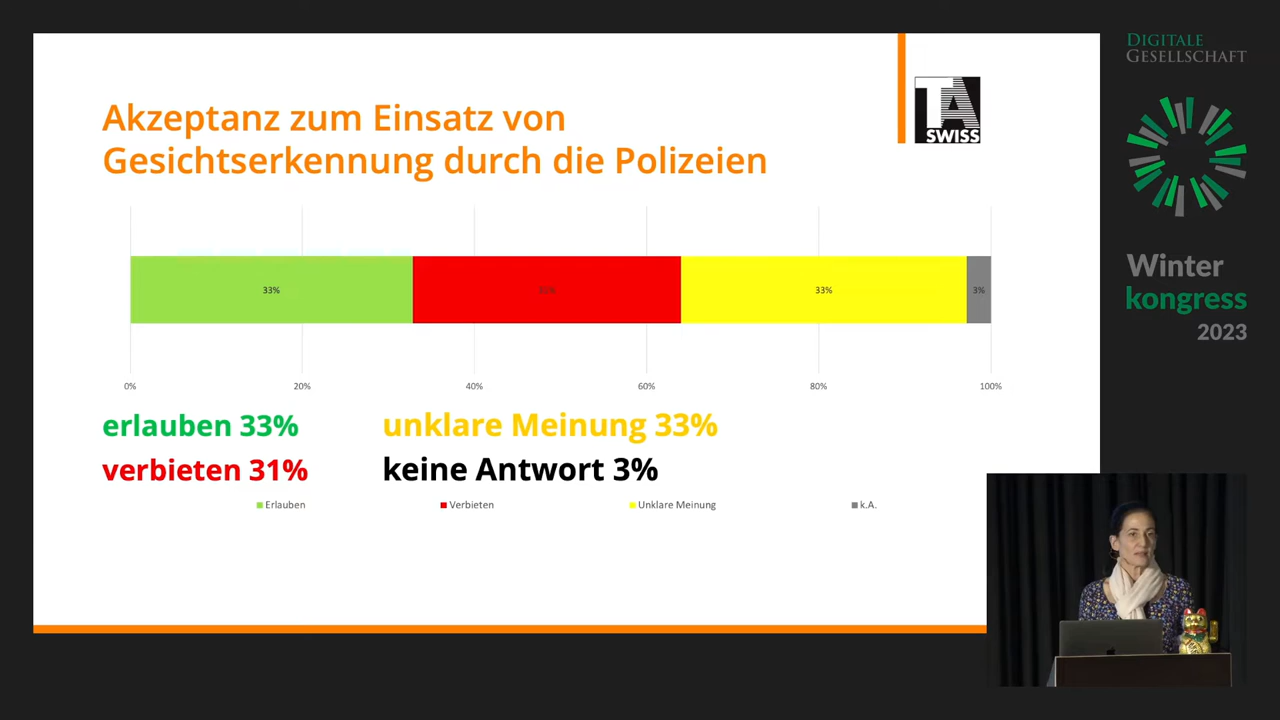 Akzeptanz zum Einsatz von
Gesichtserkennung durch die Polizeien
TA
SWISS
33%
33%
3%
0%
20%
40%
60%
80%
100%
erlauben 33%
unklare Meinung 33%
verbieten 31%
keine Antwort 3%
Erlauben
Verbieten
Unklare Meinung
k.A.
DIGITALE
GESELLSCHAFT
Winter
kongress
2023